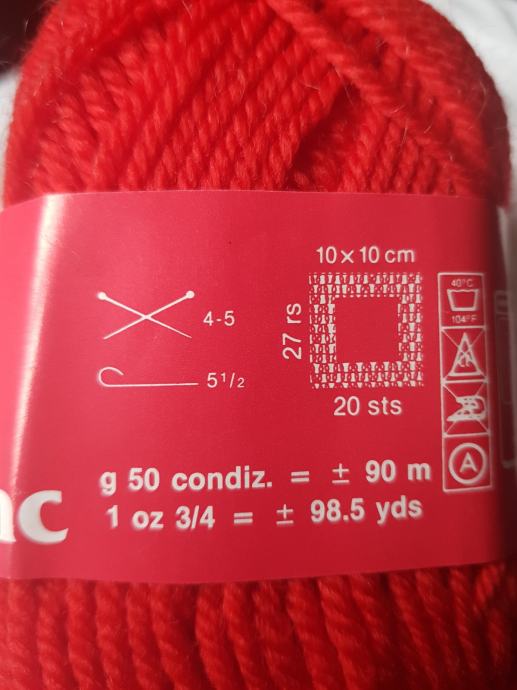 10 x 10 cm
4-5
27 rs
5 1/2
20 sts
40°C
104°F
A
g 50 condiz. = ± 90 m
1 oz 3/4 = ± 98.5 yds